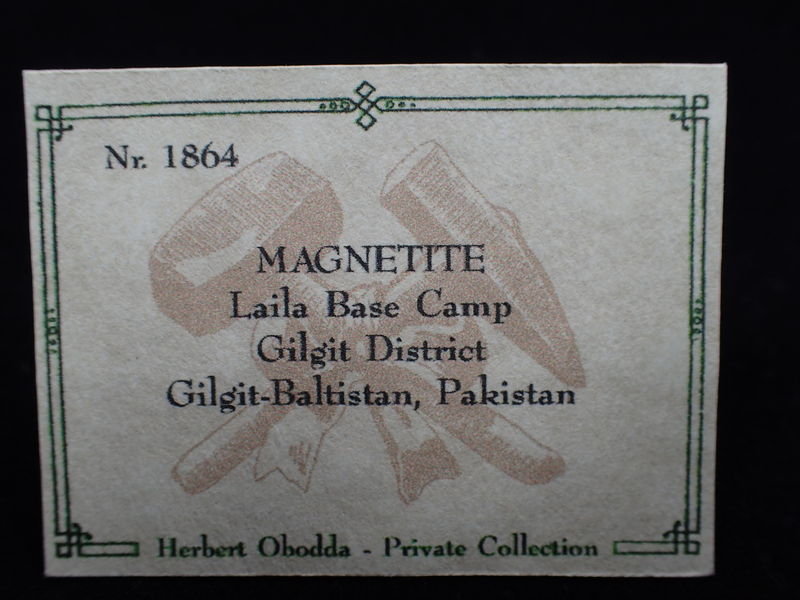 Nr. 1864
MAGNETITE
Laila Base Camp
Gilgit District
Gilgit-Baltistan, Pakistan
Herbert Obodda - Private Collection